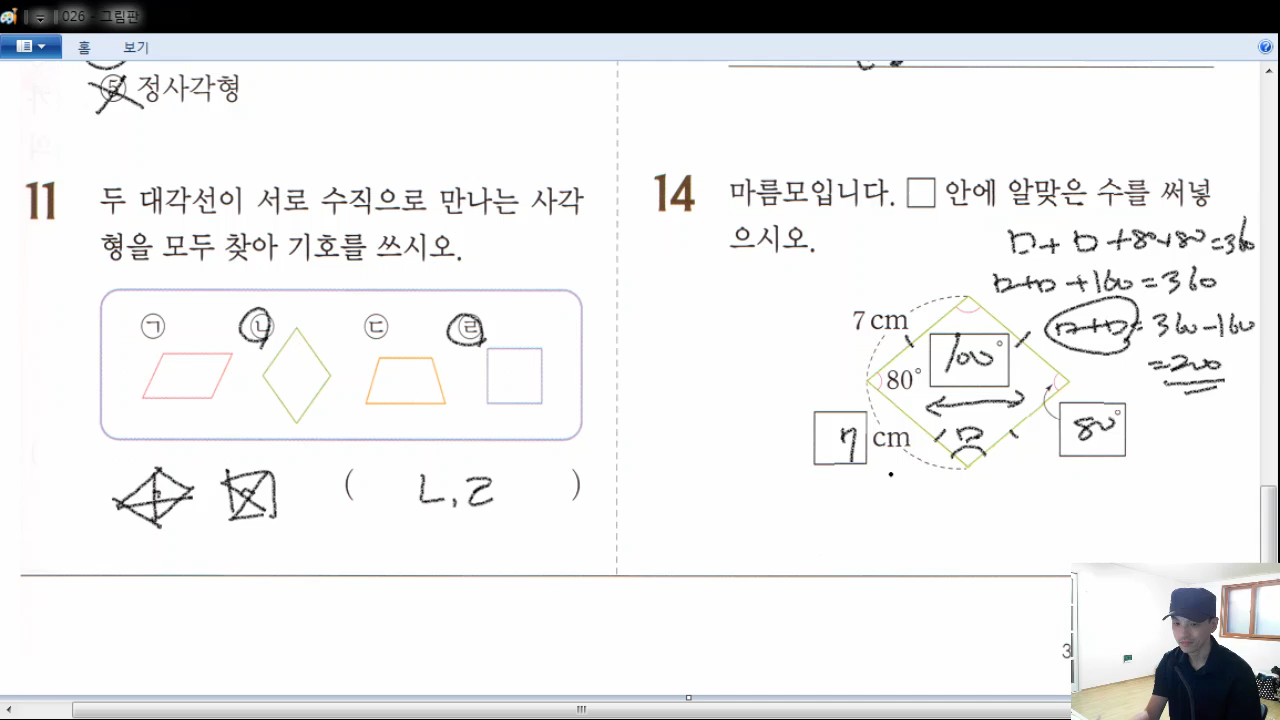 026 - 그림판
홈 보기
⑤ 정사각형
11 두 대각선이 서로 수직으로 만나는 사각
형을 모두 찾아 기호를 쓰시오.
㉠ ㉡ ㉢ ㉣
( ㄴ, ㄹ )
14 마름모입니다. □ 안에 알맞은 수를 써넣
으시오.
□+□+80+80=360
□+□+160=360
□+□=360-160
=200
7 cm
100°
80°
7 cm
80°
□
3